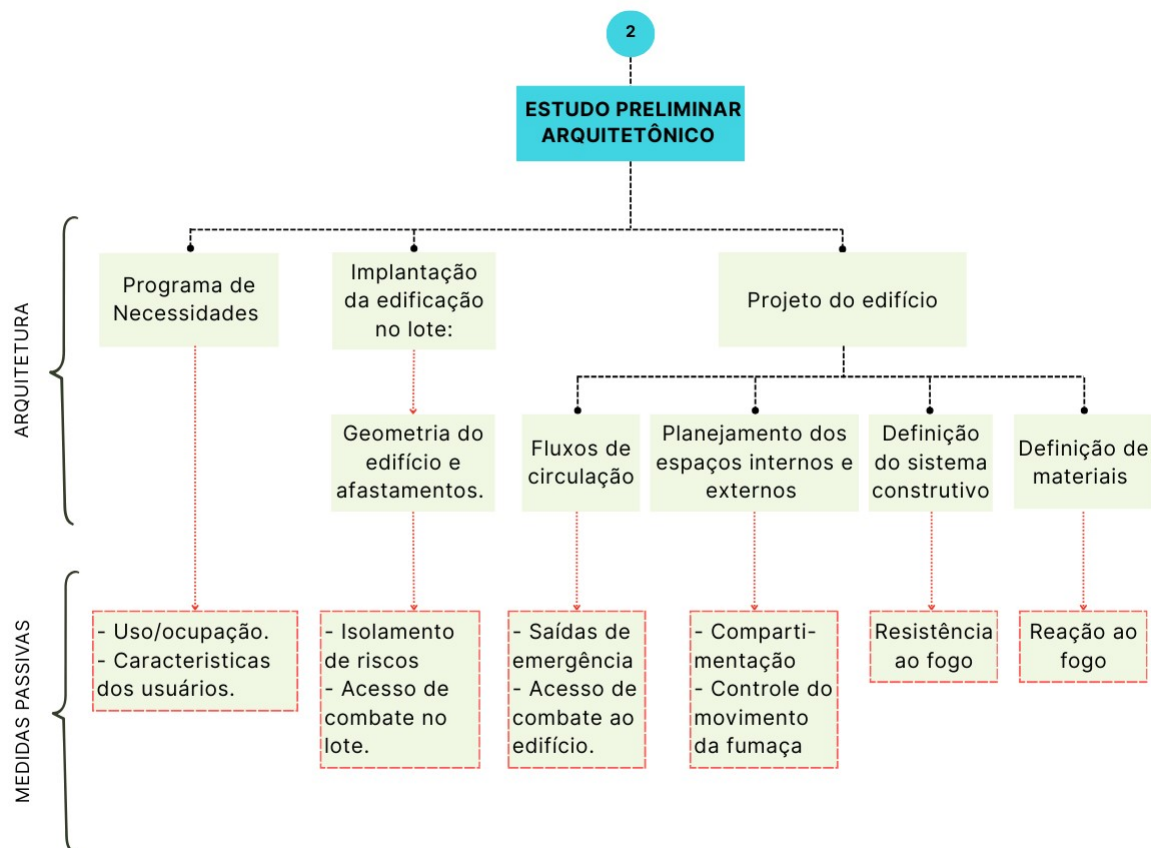 2
ESTUDO PRELIMINAR
ARQUITETÔNICO
ARQUITETURA
Programa de
Necessidades
Implantação
da edificação
no lote:
Projeto do edifício
Geometria do
edifício e
afastamentos.
Fluxos de
circulação
Planejamento dos
espaços internos e
externos
Definição
do sistema
construtivo
Definição de
materiais
MEDIDAS PASSIVAS
- Uso/ocupação.
- Caracteristicas
dos usuários.
- Isolamento
de riscos
- Acesso de
combate no
lote.
- Saídas de
emergência
- Acesso de
combate ao
edifício.
- Comparti-
mentação
- Controle do
movimento
da fumaça
Resistência
ao fogo
Reação ao
fogo